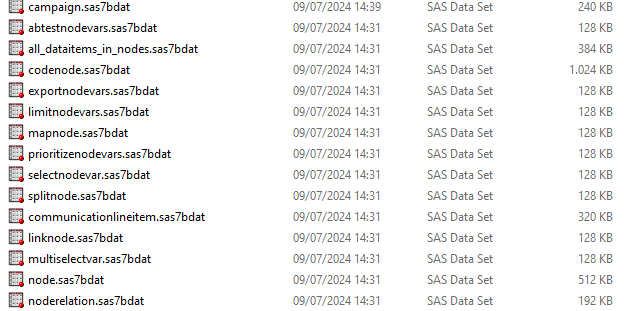 campaign.sas7bdat 09/07/2024 14:39 SAS Data Set 240 KB
abtestnodevars.sas7bdat 09/07/2024 14:31 SAS Data Set 128 KB
all_dataitems_in_nodes.sas7bdat 09/07/2024 14:31 SAS Data Set 384 KB
codenode.sas7bdat 09/07/2024 14:31 SAS Data Set 1.024 KB
exportnodevars.sas7bdat 09/07/2024 14:31 SAS Data Set 128 KB
limitnodevars.sas7bdat 09/07/2024 14:31 SAS Data Set 128 KB
mapnode.sas7bdat 09/07/2024 14:31 SAS Data Set 128 KB
prioritizenodevars.sas7bdat 09/07/2024 14:31 SAS Data Set 128 KB
selectnodevar.sas7bdat 09/07/2024 14:31 SAS Data Set 128 KB
splitnode.sas7bdat 09/07/2024 14:31 SAS Data Set 128 KB
communicationlineitem.sas7bdat 09/07/2024 14:31 SAS Data Set 320 KB
linknode.sas7bdat 09/07/2024 14:31 SAS Data Set 128 KB
multiselectvar.sas7bdat 09/07/2024 14:31 SAS Data Set 128 KB
node.sas7bdat 09/07/2024 14:31 SAS Data Set 512 KB
noderelation.sas7bdat 09/07/2024 14:31 SAS Data Set 192 KB